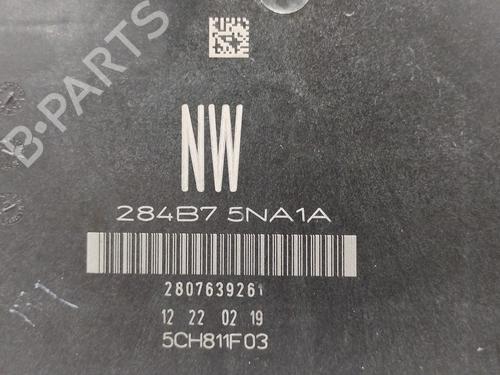 B-PARTS
NW
284B7 5NA1A
2807639261
12 22 02 19
5CH811F03